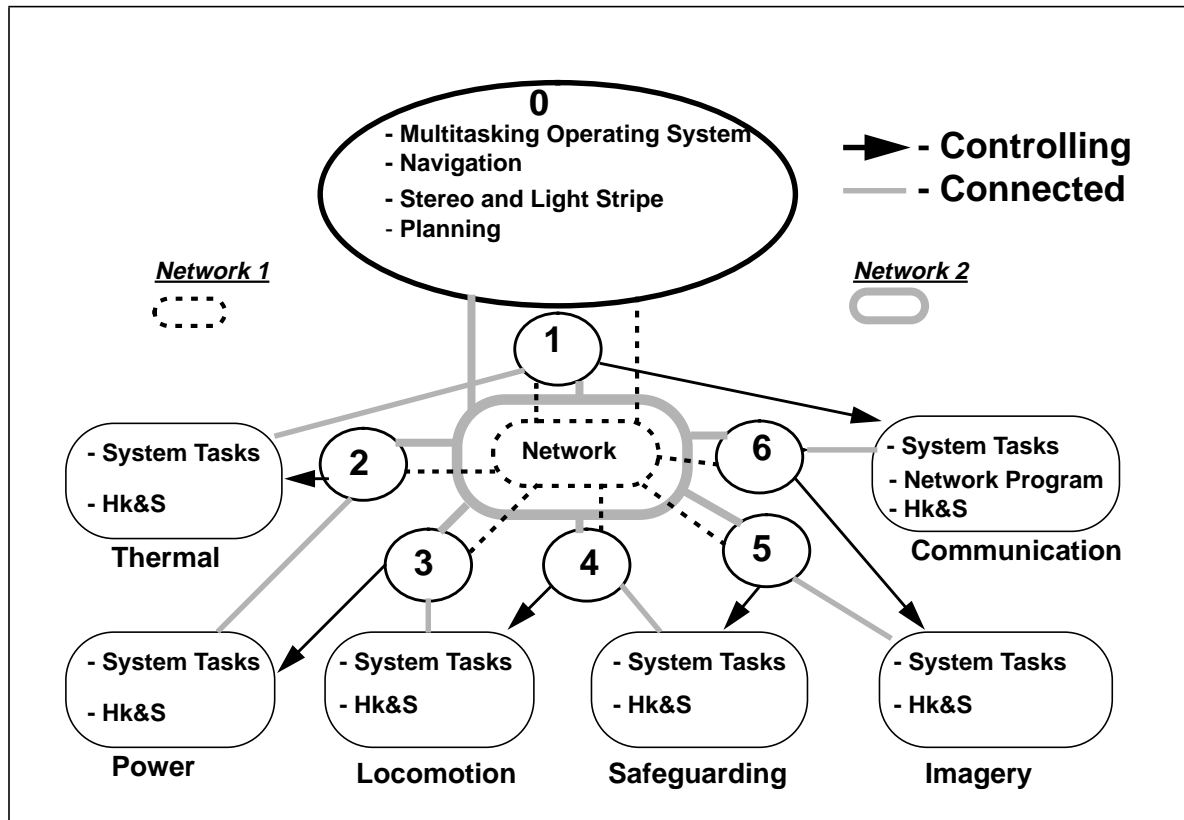 0
- Multitasking Operating System
- Navigation
- Stereo and Light Stripe
- Planning
- Controlling
- Connected
Network 1
Network 2
1
Network
2
6
3
4
5
- System Tasks
- Hk&S
Thermal
- System Tasks
- Network Program
- Hk&S
Communication
- System Tasks
- Hk&S
Power
- System Tasks
- Hk&S
Locomotion
- System Tasks
- Hk&S
Safeguarding
- System Tasks
- Hk&S
Imagery